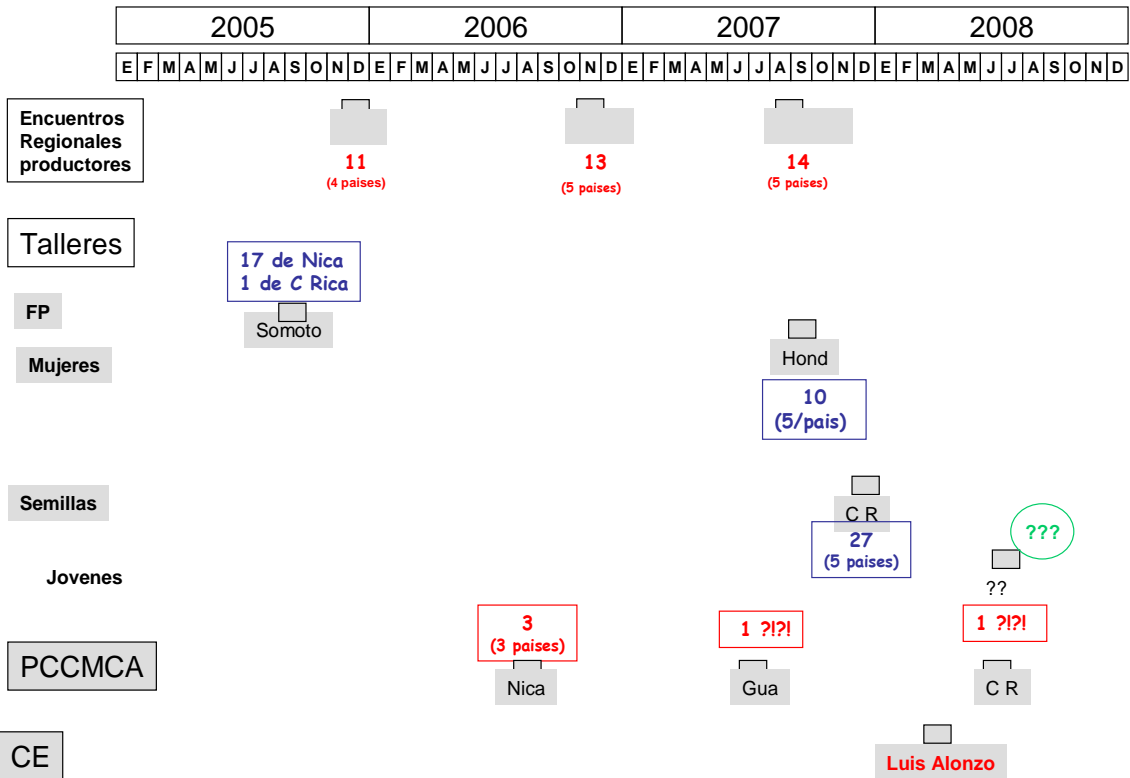 2005 2006 2007 2008
E F M A M J J A S O N D E F M A M J J A S O N D E F M A M J J A S O N D E F M A M J J A S O N D
Encuentros
Regionales
productores
11
(4 paises)
13
(5 paises)
14
(5 paises)
Talleres
17 de Nica
1 de C Rica
FP
Somoto
Mujeres
Hond
10
(5/pais)
Semillas
C R
27
(5 paises)
???
Jovenes
??
PCCMCA
3
(3 paises)
Nica
1 ?!?!
Gua
1 ?!?!
C R
CE
Luis Alonzo